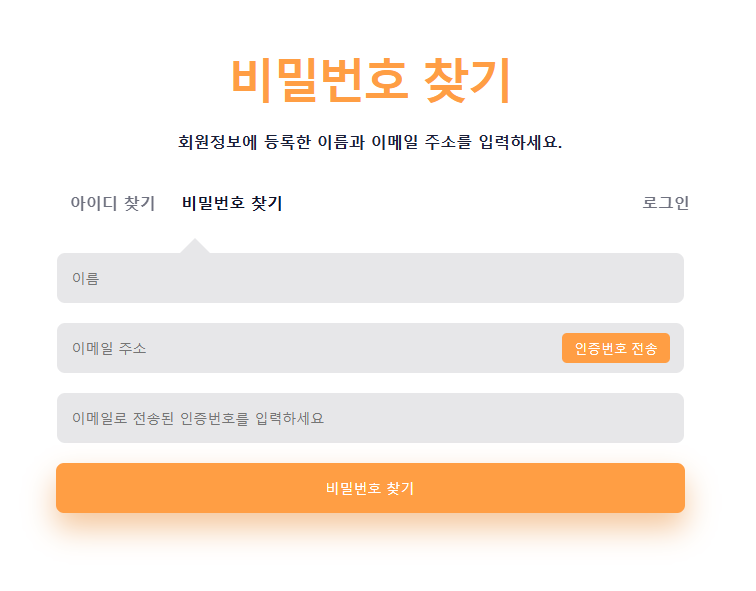 비밀번호 찾기
회원정보에 등록한 이름과 이메일 주소를 입력하세요.
아이디 찾기 비밀번호 찾기 로그인
이름
이메일 주소 인증번호 전송
이메일로 전송된 인증번호를 입력하세요
비밀번호 찾기